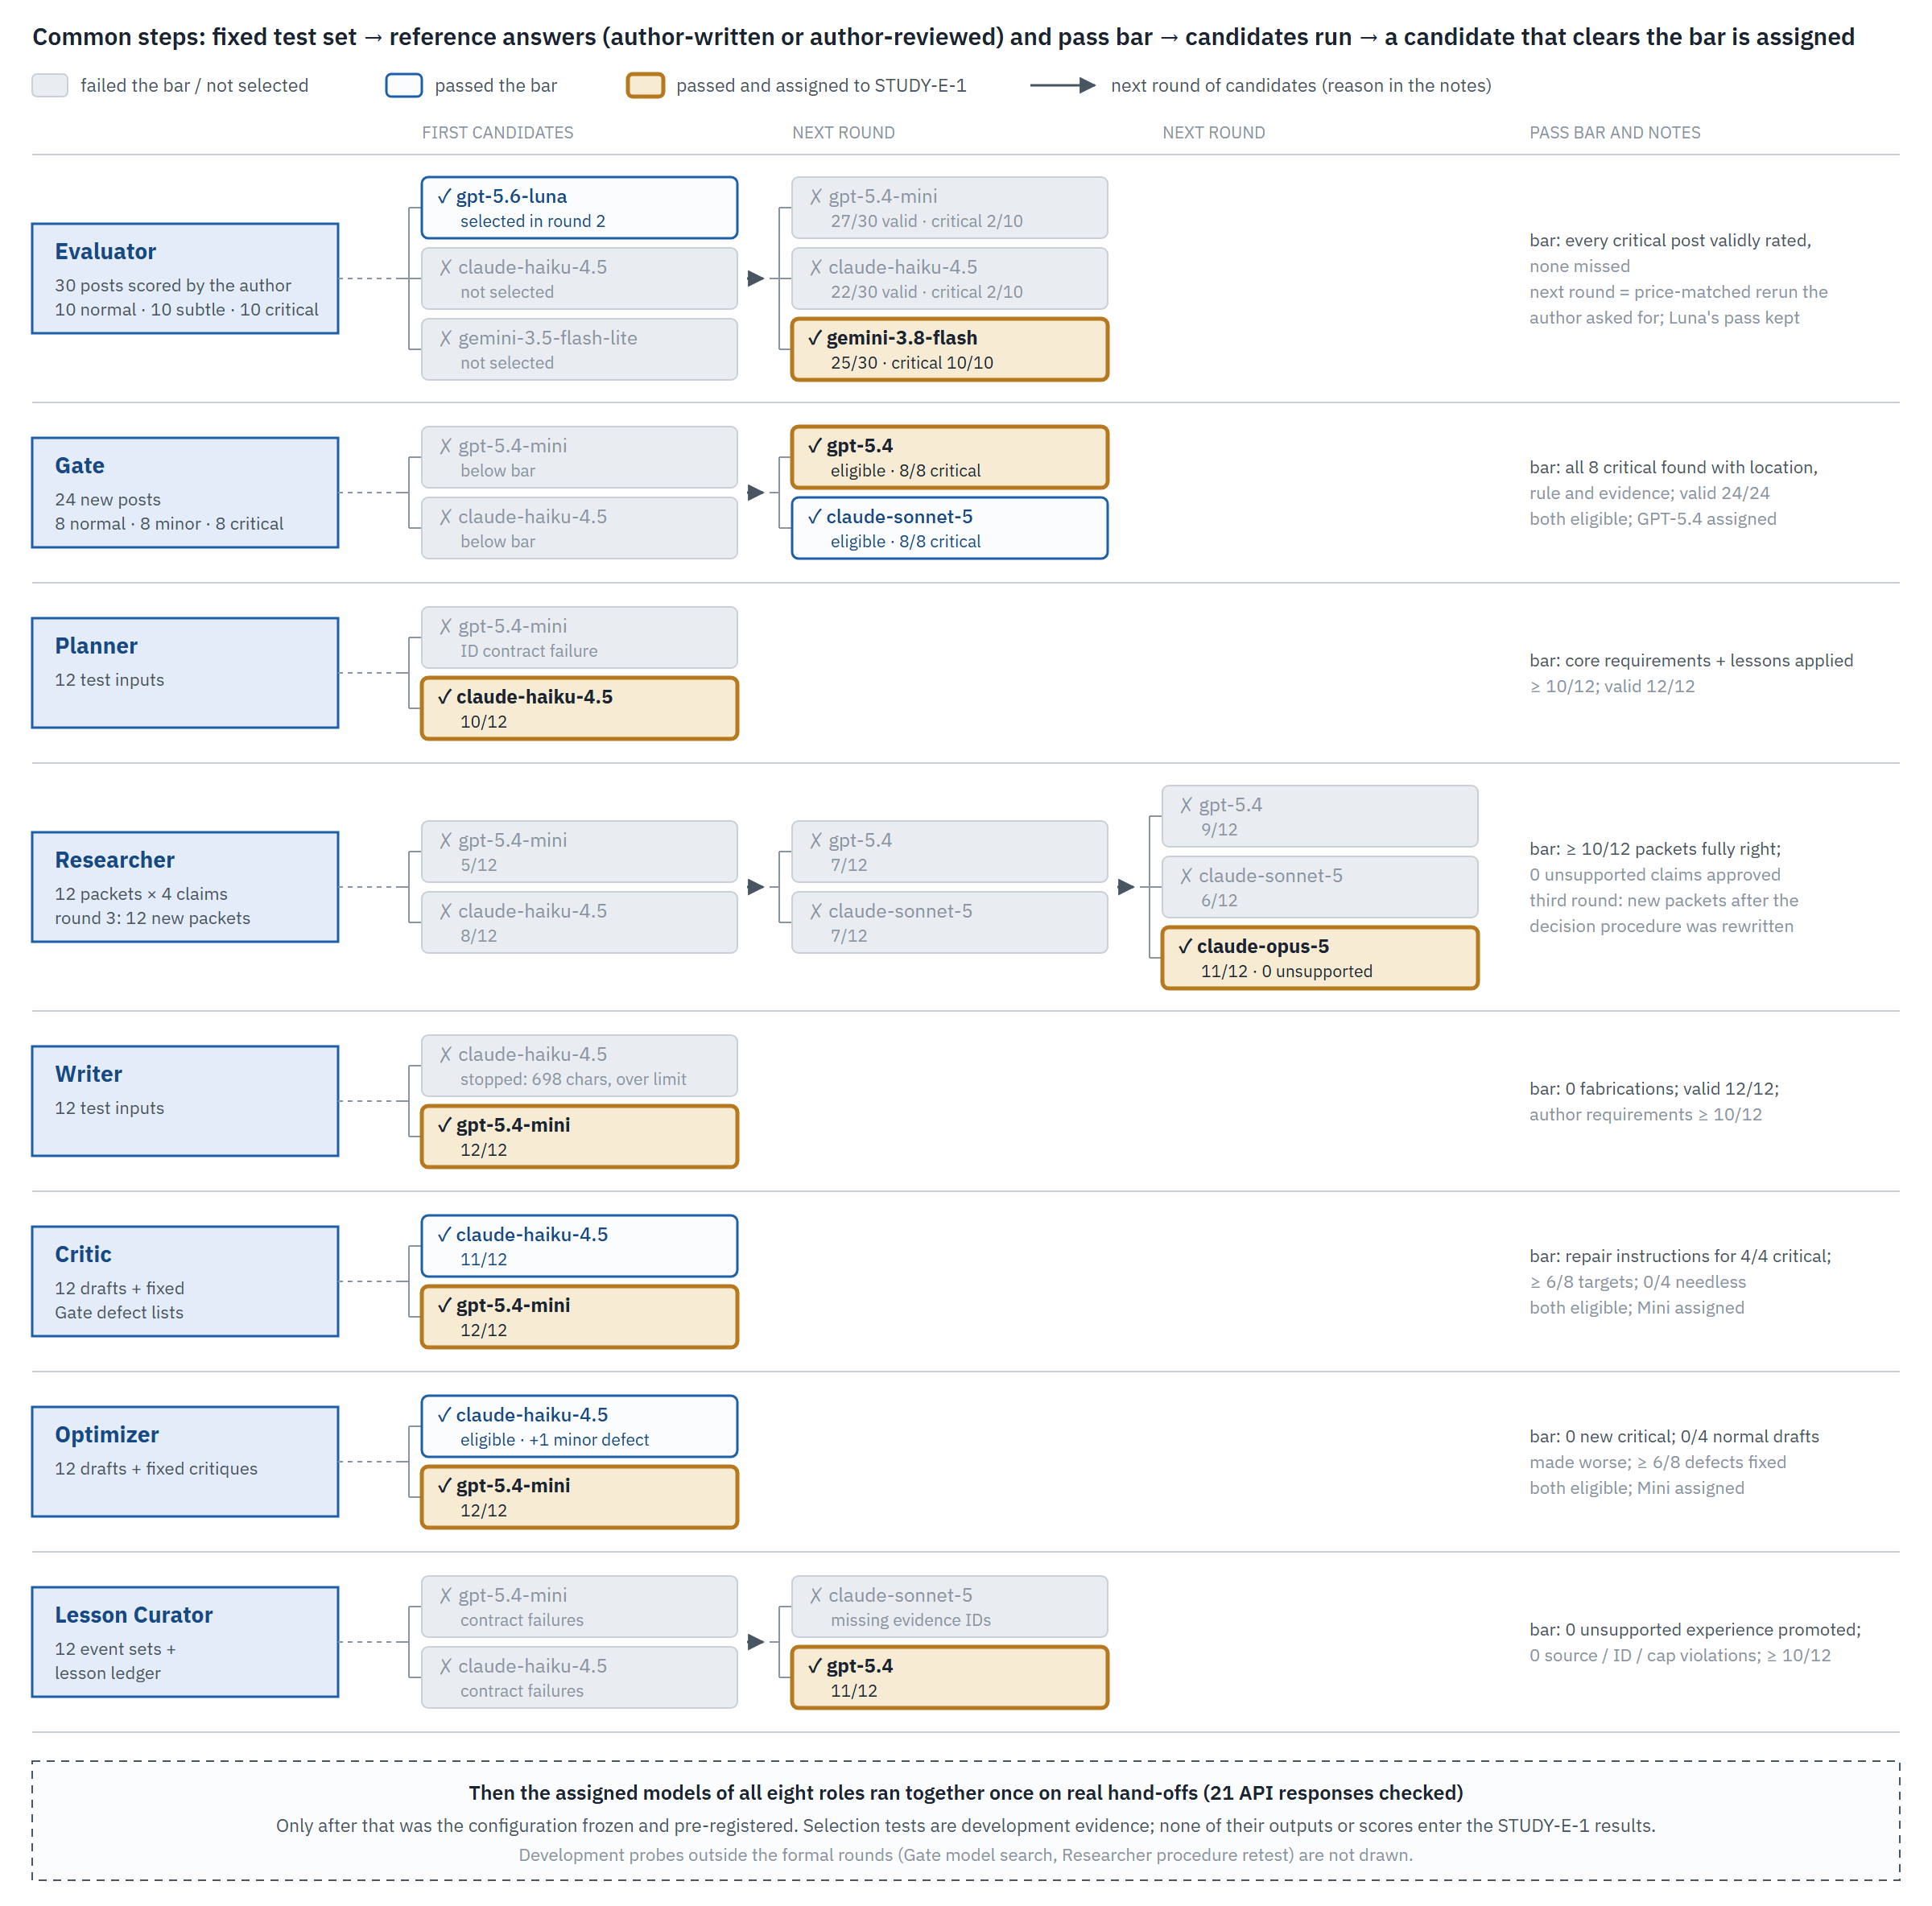 Common steps: fixed test set → reference answers (author-written or author-reviewed) and pass bar → candidates run → a candidate that clears the bar is assigned
failed the bar / not selected
passed the bar
passed and assigned to STUDY-E-1
next round of candidates (reason in the notes)
FIRST CANDIDATES
NEXT ROUND
NEXT ROUND
PASS BAR AND NOTES
Evaluator
30 posts scored by the author
10 normal · 10 subtle · 10 critical
✓ gpt-5.6-luna
selected in round 2
✗ claude-haiku-4.5
not selected
✗ gemini-3.5-flash-lite
not selected
✗ gpt-5.4-mini
27/30 valid · critical 2/10
✗ claude-haiku-4.5
22/30 valid · critical 2/10
✓ gemini-3.8-flash
25/30 · critical 10/10
bar: every critical post validly rated,
none missed
next round = price-matched rerun the
author asked for; Luna's pass kept
Gate
24 new posts
8 normal · 8 minor · 8 critical
✗ gpt-5.4-mini
below bar
✗ claude-haiku-4.5
below bar
✓ gpt-5.4
eligible · 8/8 critical
✓ claude-sonnet-5
eligible · 8/8 critical
bar: all 8 critical found with location,
rule and evidence; valid 24/24
both eligible; GPT-5.4 assigned
Planner
12 test inputs
✗ gpt-5.4-mini
ID contract failure
✓ claude-haiku-4.5
10/12
bar: core requirements + lessons applied
≥ 10/12; valid 12/12
Researcher
12 packets × 4 claims
round 3: 12 new packets
✗ gpt-5.4-mini
5/12
✗ claude-haiku-4.5
8/12
✗ gpt-5.4
7/12
✗ claude-sonnet-5
7/12
✗ gpt-5.4
9/12
✗ claude-sonnet-5
6/12
✓ claude-opus-5
11/12 · 0 unsupported
bar: ≥ 10/12 packets fully right;
0 unsupported claims approved
third round: new packets after the
decision procedure was rewritten
Writer
12 test inputs
✗ claude-haiku-4.5
stopped: 698 chars, over limit
✓ gpt-5.4-mini
12/12
bar: 0 fabrications; valid 12/12;
author requirements ≥ 10/12
Critic
12 drafts + fixed
Gate defect lists
✓ claude-haiku-4.5
11/12
✓ gpt-5.4-mini
12/12
bar: repair instructions for 4/4 critical;
≥ 6/8 targets; 0/4 needless
both eligible; Mini assigned
Optimizer
12 drafts + fixed critiques
✓ claude-haiku-4.5
eligible · +1 minor defect
✓ gpt-5.4-mini
12/12
bar: 0 new critical; 0/4 normal drafts
made worse; ≥ 6/8 defects fixed
both eligible; Mini assigned
Lesson Curator
12 event sets +
lesson ledger
✗ gpt-5.4-mini
contract failures
✗ claude-haiku-4.5
contract failures
✗ claude-sonnet-5
missing evidence IDs
✓ gpt-5.4
11/12
bar: 0 unsupported experience promoted;
0 source / ID / cap violations; ≥ 10/12
Then the assigned models of all eight roles ran together once on real hand-offs (21 API responses checked)
Only after that was the configuration frozen and pre-registered. Selection tests are development evidence; none of their outputs or scores enter the STUDY-E-1 results.
Development probes outside the formal rounds (Gate model search, Researcher procedure retest) are not drawn.